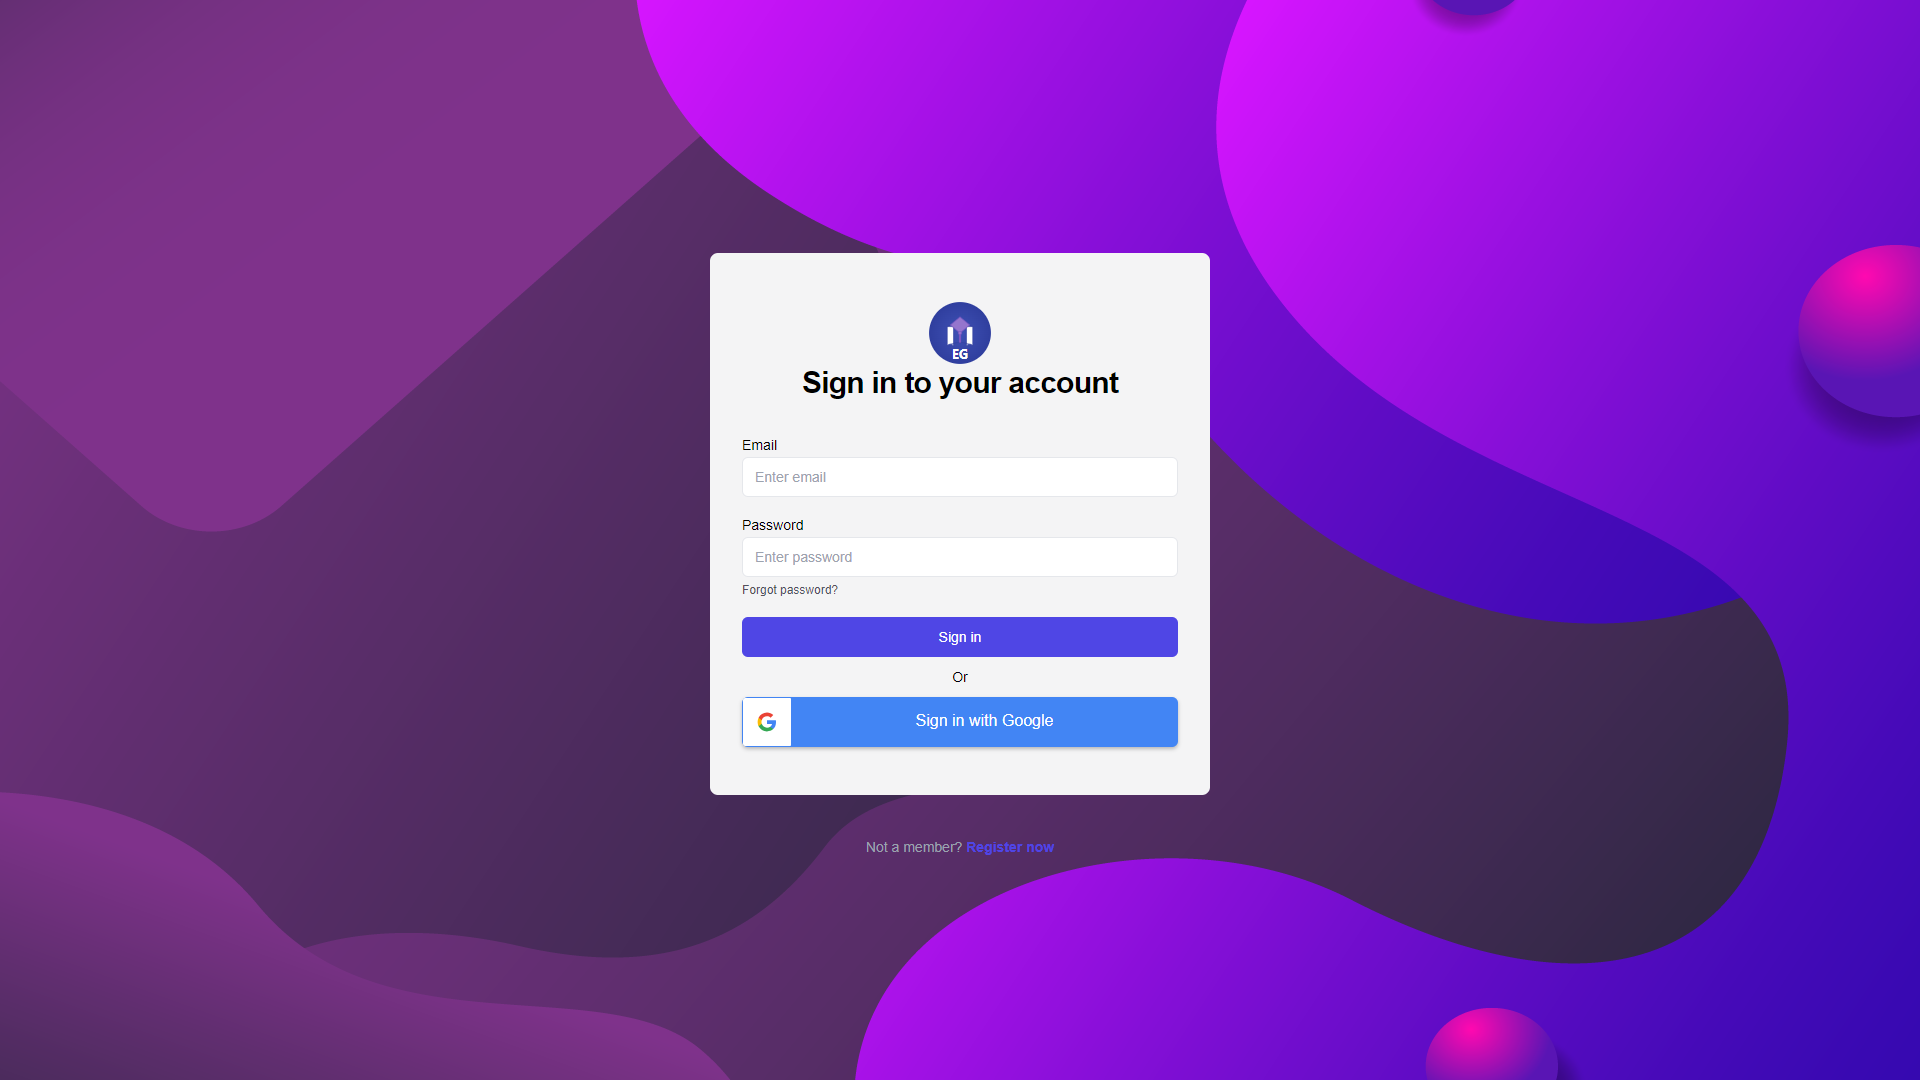 EG
Sign in to your account
Email
Enter email
Password
Enter password
Forgot password?
Sign in
Or
Sign in with Google
Not a member? Register now